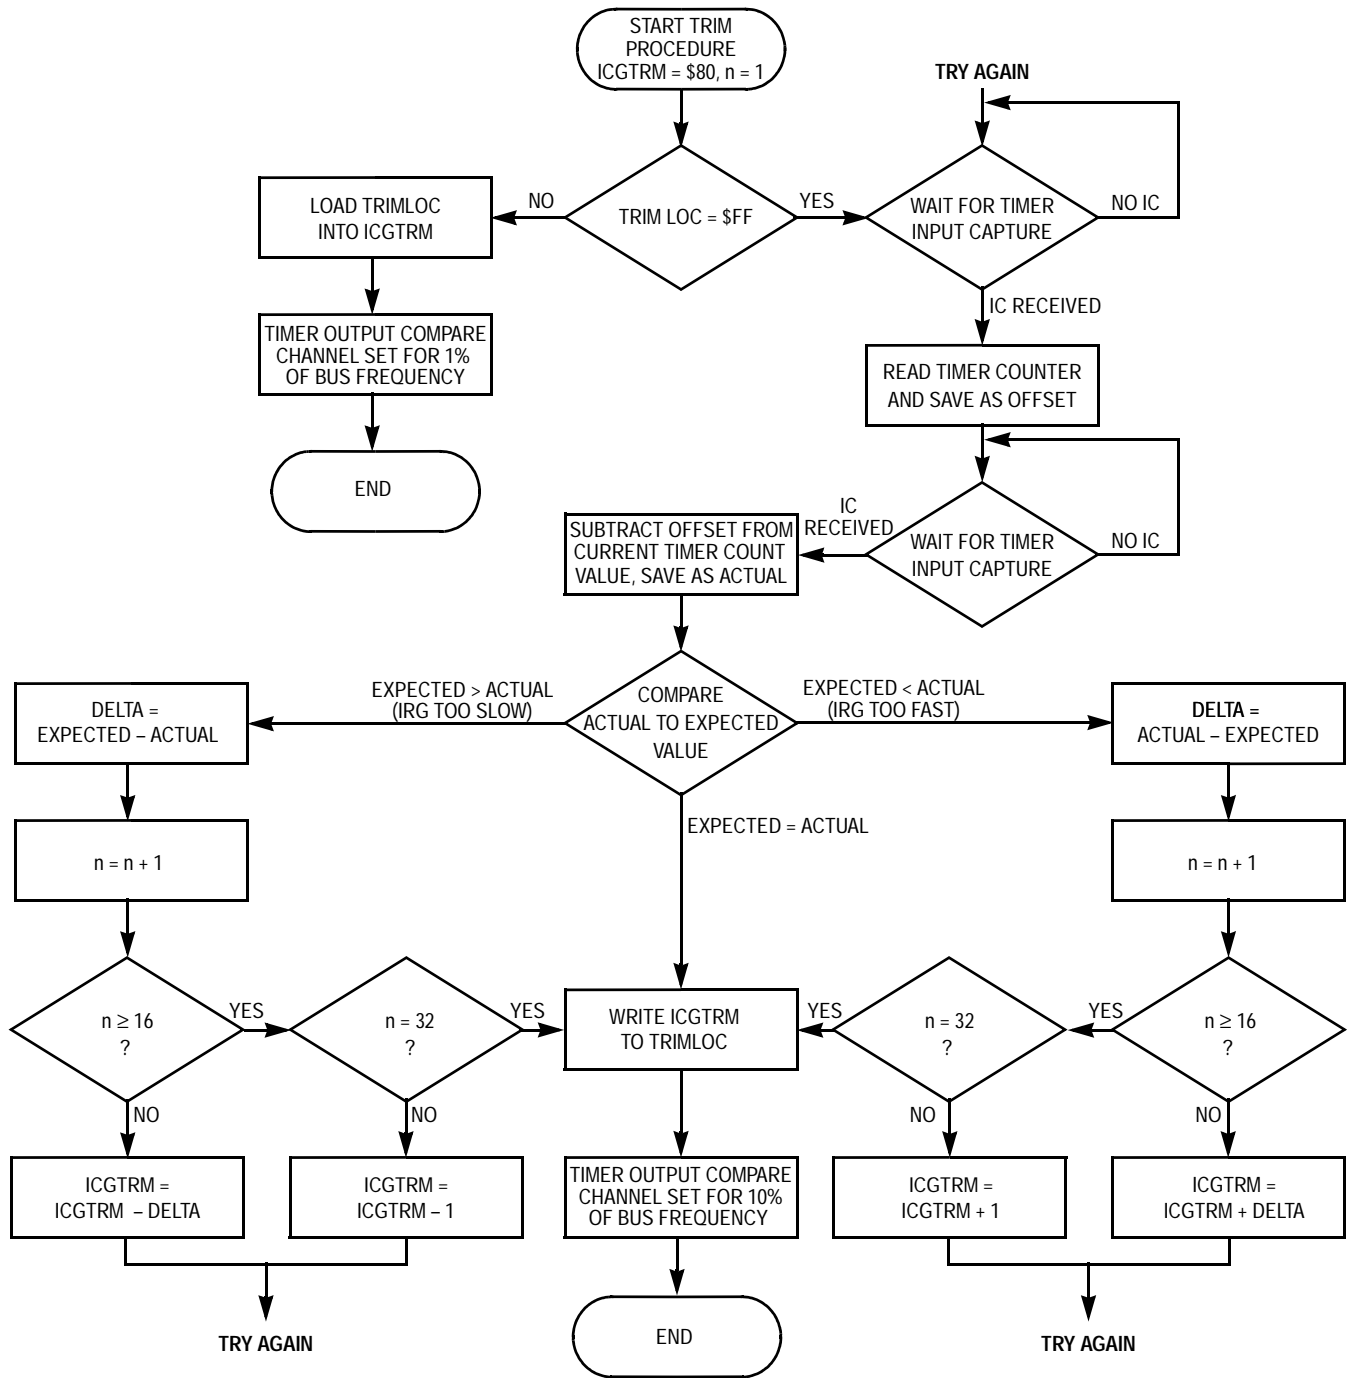 START TRIM
PROCEDURE
ICGTRM = $80, n = 1
TRY AGAIN
LOAD TRIMLOC
INTO ICGTRM
NO
TRIM LOC = $FF
YES
WAIT FOR TIMER
INPUT CAPTURE
NO IC
IC RECEIVED
TIMER OUTPUT COMPARE
CHANNEL SET FOR 1%
OF BUS FREQUENCY
READ TIMER COUNTER
AND SAVE AS OFFSET
END
IC
RECEIVED
SUBTRACT OFFSET FROM
CURRENT TIMER COUNT
VALUE, SAVE AS ACTUAL
WAIT FOR TIMER
INPUT CAPTURE
NO IC
DELTA =
EXPECTED – ACTUAL
EXPECTED > ACTUAL
(IRG TOO SLOW)
COMPARE
ACTUAL TO EXPECTED
VALUE
EXPECTED < ACTUAL
(IRG TOO FAST)
DELTA =
ACTUAL – EXPECTED
EXPECTED = ACTUAL
n = n + 1
n = n + 1
n ≥ 16
?
YES
n = 32
?
YES
WRITE ICGTRM
TO TRIMLOC
YES
n = 32
?
YES
n ≥ 16
?
NO
NO
NO
NO
ICGTRM =
ICGTRM – DELTA
ICGTRM =
ICGTRM – 1
TIMER OUTPUT COMPARE
CHANNEL SET FOR 10%
OF BUS FREQUENCY
ICGTRM =
ICGTRM + 1
ICGTRM =
ICGTRM + DELTA
TRY AGAIN
END
TRY AGAIN